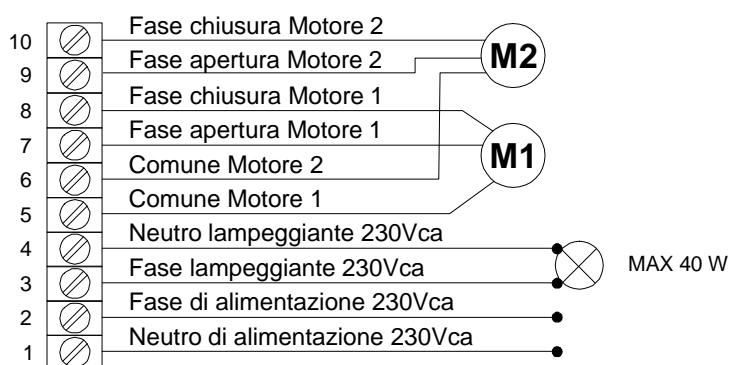 10 Fase chiusura Motore 2
9 Fase apertura Motore 2
M2
8 Fase chiusura Motore 1
7 Fase apertura Motore 1
M1
6 Comune Motore 2
5 Comune Motore 1
4 Neutro lampeggiante 230Vca
MAX 40 W
3 Fase lampeggiante 230Vca
2 Fase di alimentazione 230Vca
1 Neutro di alimentazione 230Vca